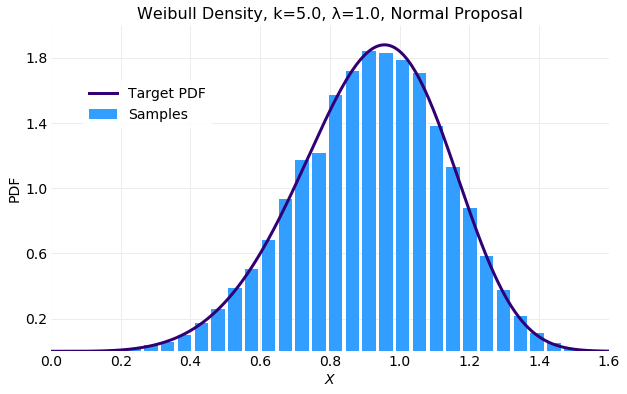 Weibull Density, k=5.0, λ=1.0, Normal Proposal
Target PDF
Samples
PDF
1.8
1.4
1.0
0.6
0.2
0.0 0.2 0.4 0.6 0.8 1.0 1.2 1.4 1.6
X